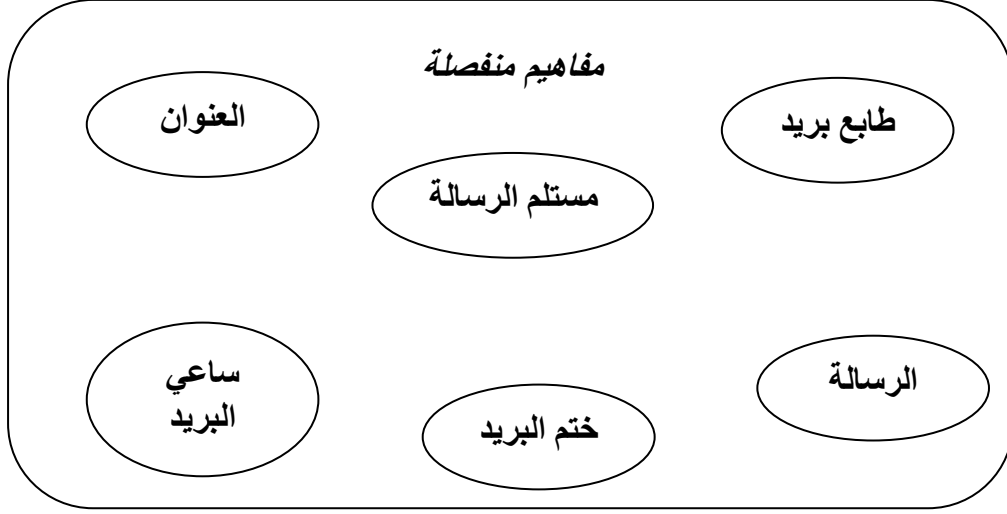 مفاهيم منفصلة
طابع بريد
العنوان
مستلم الرسالة
الرسالة
ساعي
البريد
ختم البريد